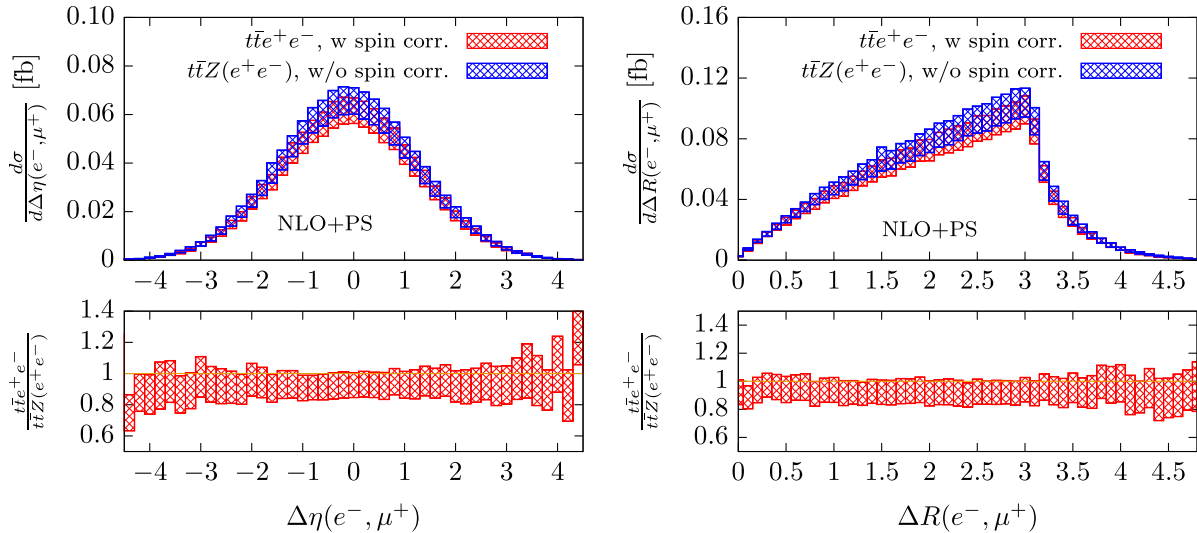 0.10
0.08
0.06
0.04
0.02
0
dσ/dΔη(e⁻,μ⁺) [fb]
tt̄e⁺e⁻, w spin corr.
tt̄Z(e⁺e⁻), w/o spin corr.
NLO+PS
−4 −3 −2 −1 0 1 2 3 4
1.4
1.2
1
0.8
0.6
tt̄e⁺e⁻/tt̄Z(e⁺e⁻)
−4 −3 −2 −1 0 1 2 3 4
Δη(e⁻, μ⁺)
0.16
0.12
0.08
0.04
0
dσ/dΔR(e⁻,μ⁺) [fb]
tt̄e⁺e⁻, w spin corr.
tt̄Z(e⁺e⁻), w/o spin corr.
NLO+PS
0 0.5 1 1.5 2 2.5 3 3.5 4 4.5
1.4
1.2
1
0.8
0.6
tt̄e⁺e⁻/tt̄Z(e⁺e⁻)
0 0.5 1 1.5 2 2.5 3 3.5 4 4.5
ΔR(e⁻, μ⁺)